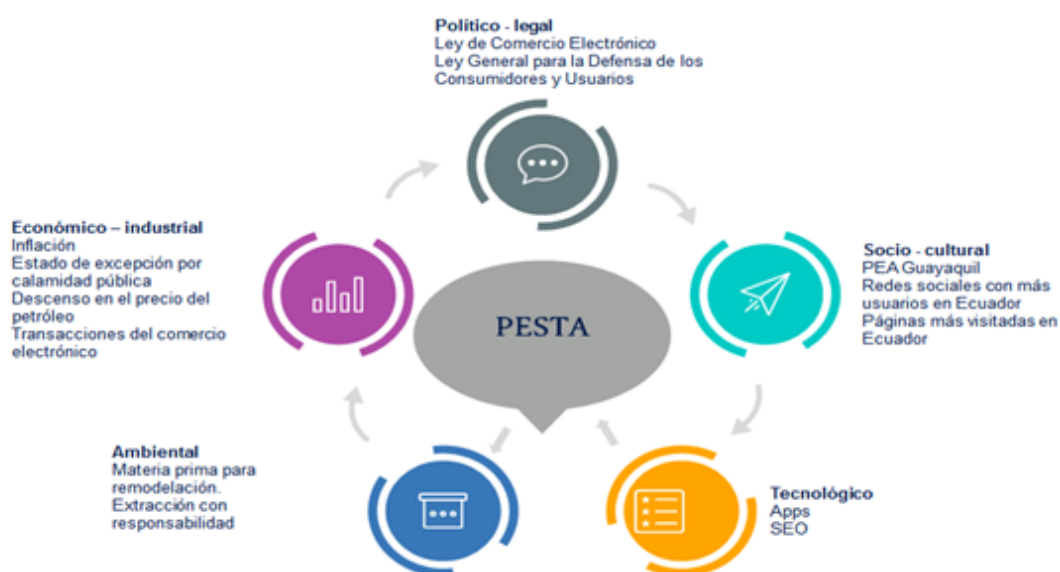 Político - legal
Ley de Comercio Electrónico
Ley General para la Defensa de los
Consumidores y Usuarios
Económico – industrial
Inflación
Estado de excepción por
calamidad pública
Descenso en el precio del
petróleo
Transacciones del comercio
electrónico
Socio - cultural
PEA Guayaquil
Redes sociales con más
usuarios en Ecuador
Páginas más visitadas en
Ecuador
PESTA
Ambiental
Materia prima para
remodelación.
Extracción con
responsabilidad
Tecnológico
Apps
SEO